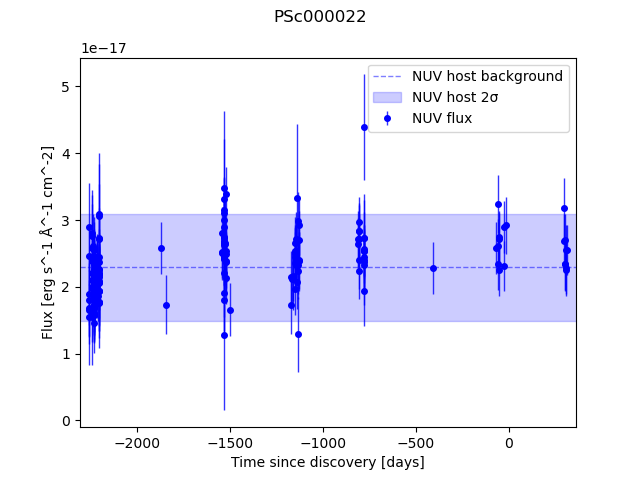 PSc000022
1e−17
NUV host background
NUV host 2σ
NUV flux
5
4
3
2
1
0
Flux [erg s^-1 Å^-1 cm^-2]
−2000
−1500
−1000
−500
0
Time since discovery [days]